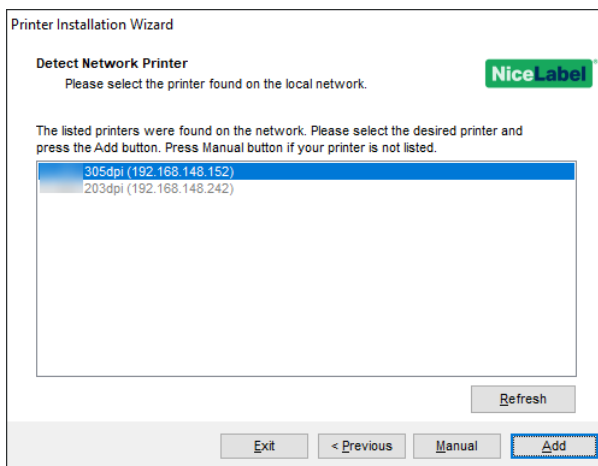 Printer Installation Wizard
Detect Network Printer
Please select the printer found on the local network.
NiceLabel
The listed printers were found on the network. Please select the desired printer and
press the Add button. Press Manual button if your printer is not listed.
305dpi (192.168.148.152)
203dpi (192.168.148.242)
Refresh
Exit
< Previous
Manual
Add